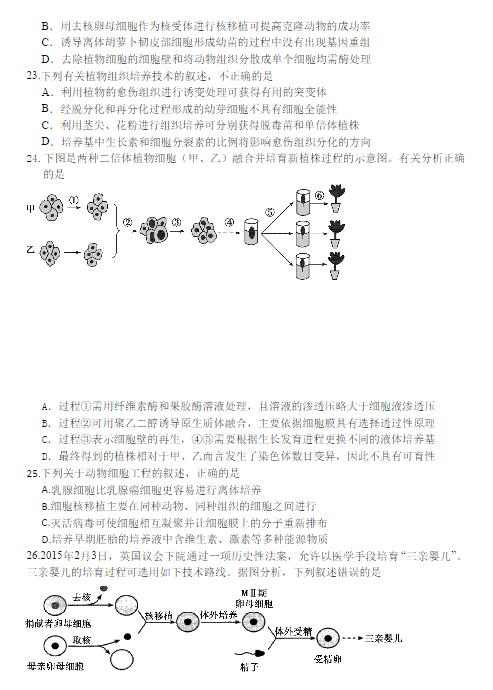 B．用去核卵母细胞作为核受体进行核移植可提高克隆动物的成功率
C．诱导离体胡萝卜韧皮部细胞形成幼苗的过程中没有出现基因重组
D．去除植物细胞的细胞壁和将动物组织分散成单个细胞均需酶处理
23.下列有关植物组织培养技术的叙述，不正确的是
A．利用植物的愈伤组织进行诱变处理可获得有用的突变体
B．经脱分化和再分化过程形成的幼芽细胞不具有细胞全能性
C．利用茎尖、花粉进行组织培养可分别获得脱毒苗和单倍体植株
D．培养基中生长素和细胞分裂素的比例将影响愈伤组织分化的方向
24. 下图是两种二倍体植物细胞（甲、乙）融合并培育新植株过程的示意图。有关分析正确
的是
甲 ① ② ③ ④ ⑤ ⑥
乙
A．过程①需用纤维素酶和果胶酶溶液处理，且溶液的渗透压略大于细胞液渗透压
B．过程②可用聚乙二醇诱导原生质体融合，主要依据细胞膜具有选择透过性原理
C．过程③表示细胞壁的再生，④⑤需要根据生长发育进程更换不同的液体培养基
D．最终得到的植株相对于甲、乙而言发生了染色体数目变异，因此不具有可育性
25.下列关于动物细胞工程的叙述，正确的是
A.乳腺细胞比乳腺癌细胞更容易进行离体培养
B.细胞核移植主要在同种动物、同种组织的细胞之间进行
C.灭活病毒可使细胞相互凝聚并让细胞膜上的分子重新排布
D.培养早期胚胎的培养液中含维生素、激素等多种能源物质
26.2015年2月3日，英国议会下院通过一项历史性法案，允许以医学手段培育“三亲婴儿”。
三亲婴儿的培育过程可选用如下技术路线。据图分析，下列叙述错误的是
去核
捐献者卵母细胞
取核
母亲卵母细胞
核移植
体外培养
MⅡ期
卵母细胞
精子
体外受精
受精卵
三亲婴儿